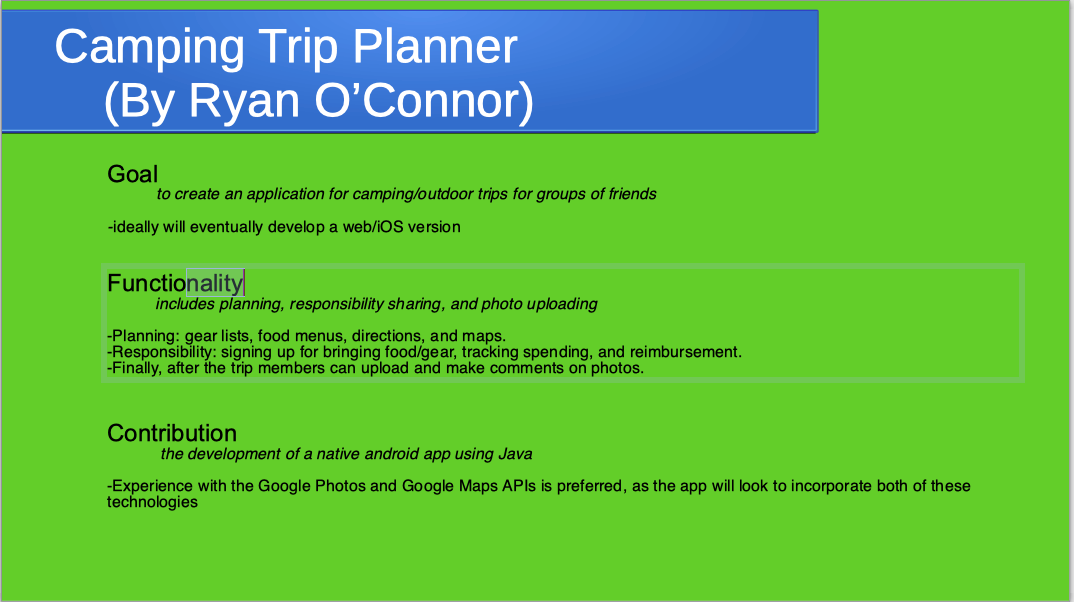 Camping Trip Planner
(By Ryan O’Connor)
Goal
to create an application for camping/outdoor trips for groups of friends
-ideally will eventually develop a web/iOS version
Functionality
includes planning, responsibility sharing, and photo uploading
-Planning: gear lists, food menus, directions, and maps.
-Responsibility: signing up for bringing food/gear, tracking spending, and reimbursement.
-Finally, after the trip members can upload and make comments on photos.
Contribution
the development of a native android app using Java
-Experience with the Google Photos and Google Maps APIs is preferred, as the app will look to incorporate both of these
technologies